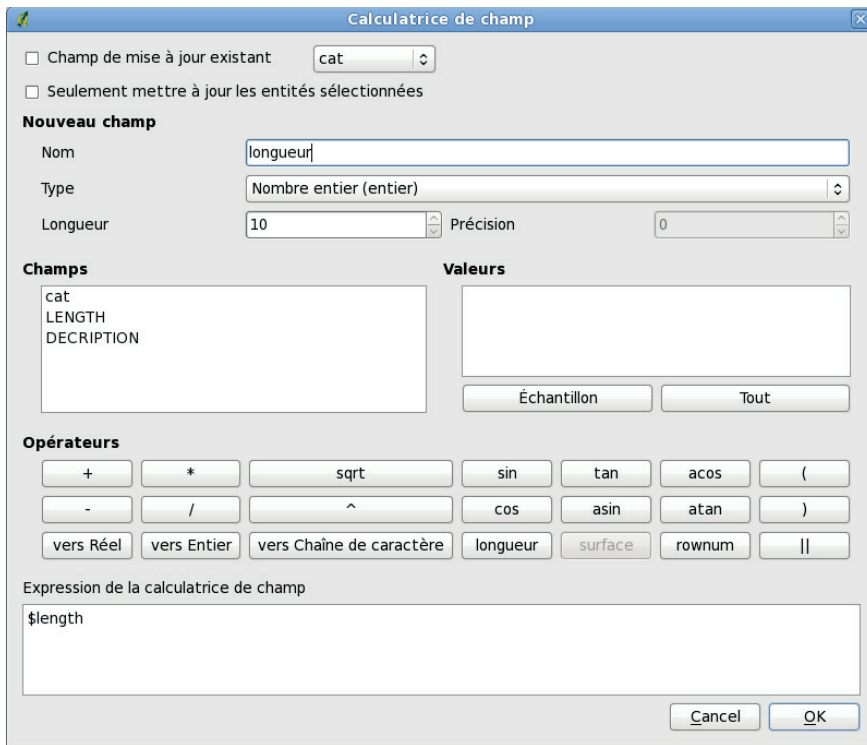 Calculatrice de champ
Champ de mise à jour existant cat
Seulement mettre à jour les entités sélectionnées
Nouveau champ
Nom longueur
Type Nombre entier (entier)
Longueur 10 Précision 0
Champs Valeurs
cat
LENGTH
DECRIPTION
Échantillon Tout
Opérateurs
+ * sqrt sin tan acos (
- / ^ cos asin atan )
vers Réel vers Entier vers Chaîne de caractère longueur surface rownum ||
Expression de la calculatrice de champ
$length
Cancel OK